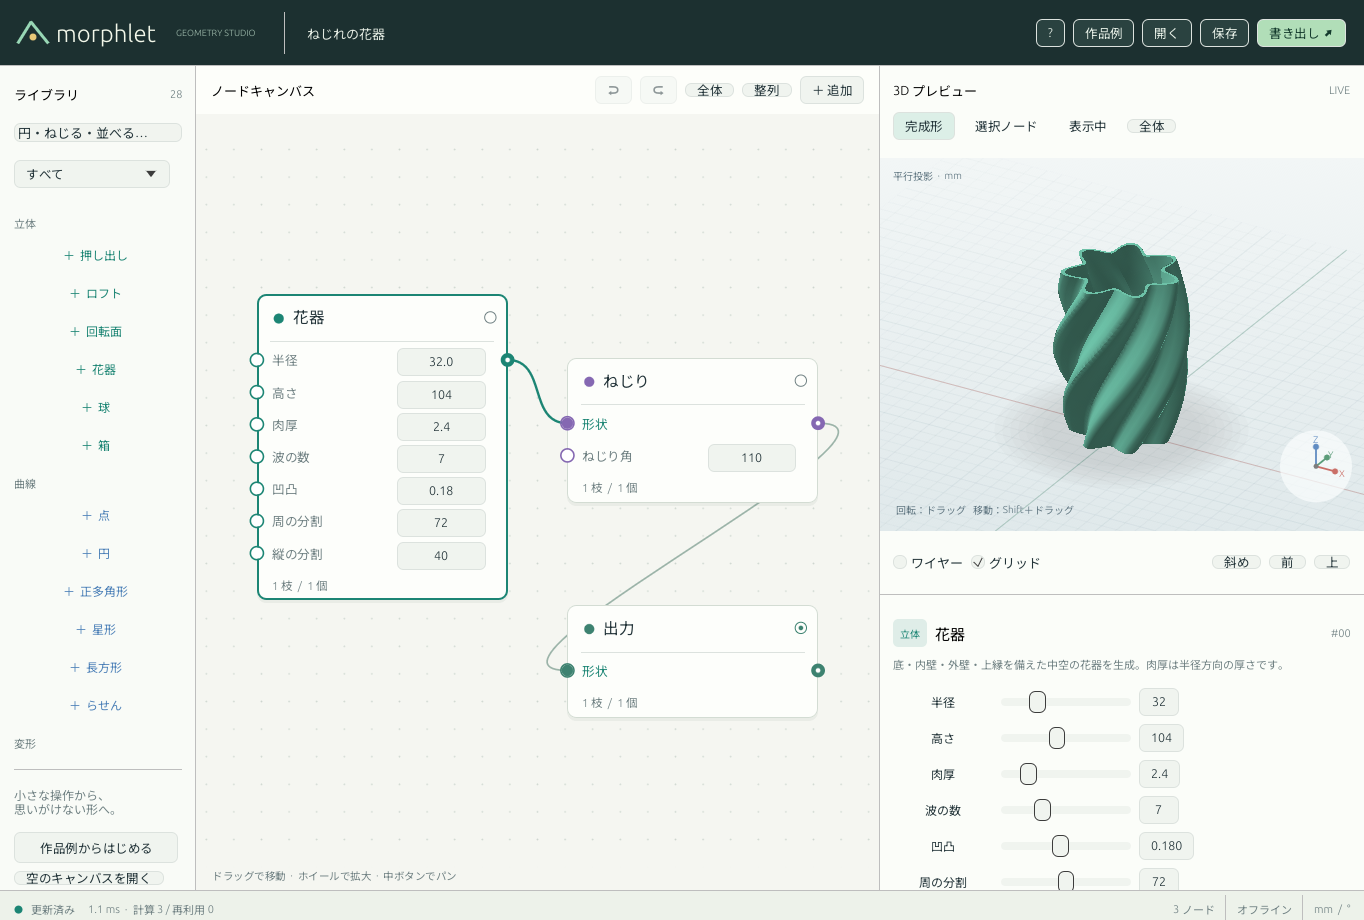 morphlet GEOMETRY STUDIO ねじれの花器 ? 作品例 開く 保存 書き出し
ライブラリ 28
円・ねじる・並べる…
すべて
立体
＋ 押し出し
＋ ロフト
＋ 回転面
＋ 花器
＋ 球
＋ 箱
曲線
＋ 点
＋ 円
＋ 正多角形
＋ 星形
＋ 長方形
＋ らせん
変形
小さな操作から、
思いがけない形へ。
作品例からはじめる
空のキャンバスを開く
ノードキャンバス 全体 整列 ＋ 追加
花器
半径 32.0
高さ 104
肉厚 2.4
波の数 7
凹凸 0.18
周の分割 72
縦の分割 40
1 枝 / 1 個
ねじり
形状
ねじり角 110
1 枝 / 1 個
出力
形状
1 枝 / 1 個
ドラッグで移動 · ホイールで拡大 · 中ボタンでパン
3D プレビュー LIVE
完成形 選択ノード 表示中 全体
平行投影 · mm
Z
Y
X
回転：ドラッグ 移動：Shift＋ドラッグ
ワイヤー グリッド 斜め 前 上
立体 花器 #00
底・内壁・外壁・上縁を備えた中空の花器を生成。肉厚は半径方向の厚さです。
半径 32
高さ 104
肉厚 2.4
波の数 7
凹凸 0.180
周の分割 72
更新済み 1.1 ms · 計算 3 / 再利用 0 3 ノード オフライン mm / °